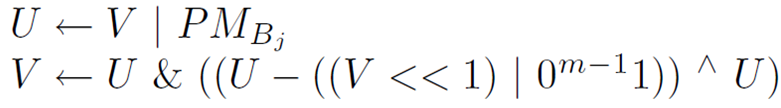 U ← V | PM_{B_j}
V ← U & ((U − ((V << 1) | 0^{m−1}1)) ^ U)